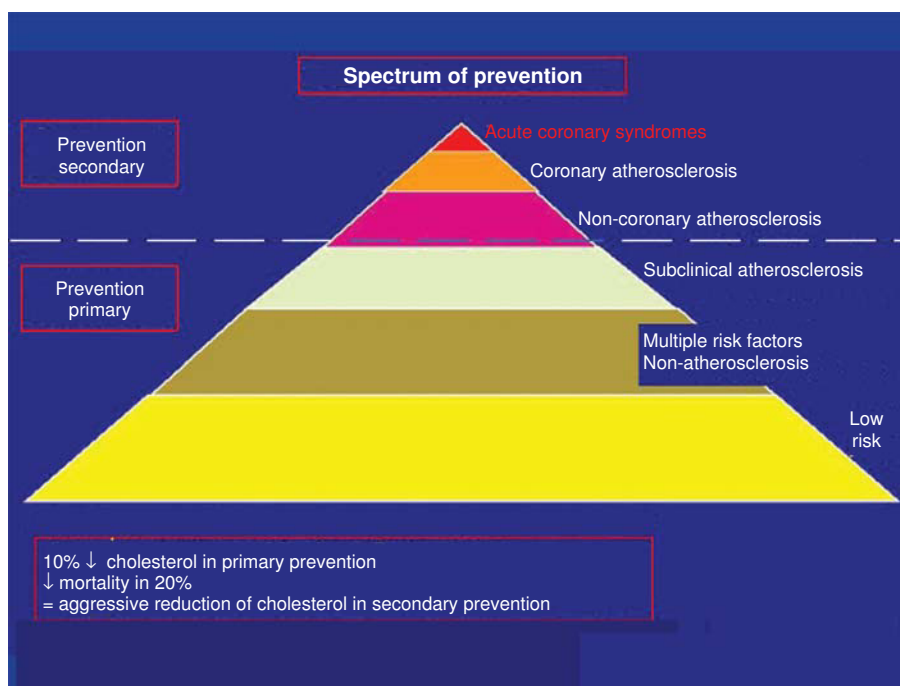 Spectrum of prevention
Prevention
secondary
Acute coronary syndromes
Coronary atherosclerosis
Non-coronary atherosclerosis
Prevention
primary
Subclinical atherosclerosis
Multiple risk factors
Non-atherosclerosis
Low
risk
10% ↓ cholesterol in primary prevention
↓ mortality in 20%
= aggressive reduction of cholesterol in secondary prevention